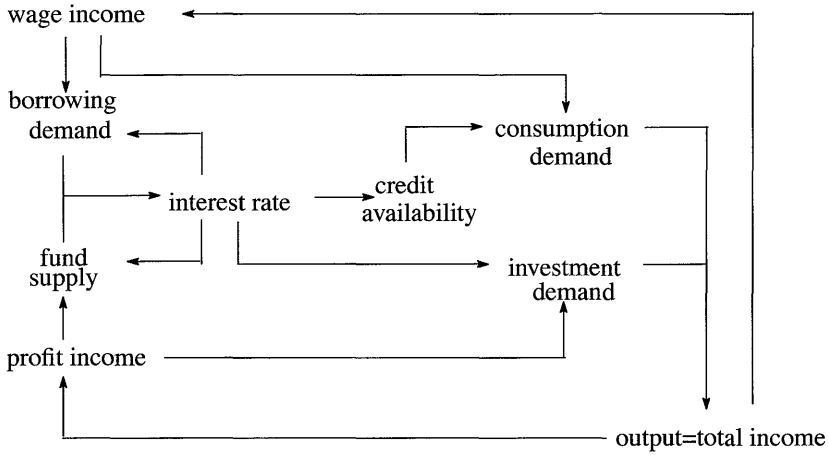 wage income
borrowing
demand
consumption
demand
credit
availability
interest rate
fund
supply
investment
demand
profit income
output=total income